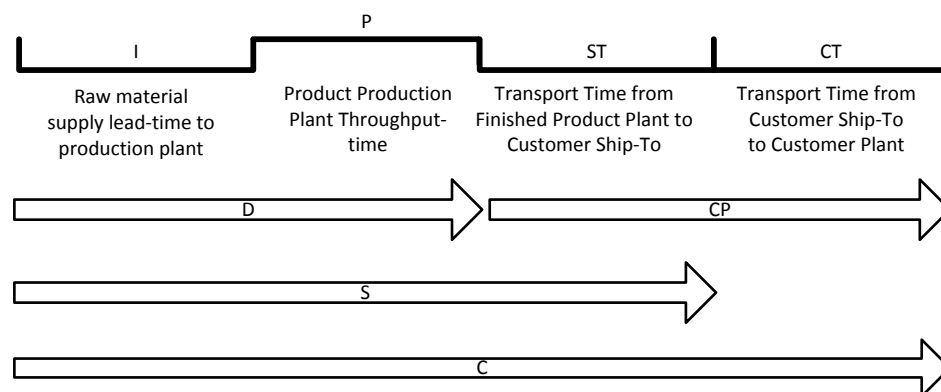 P
I
ST
CT
Raw material
supply lead-time to
production plant
Product Production
Plant Throughput-
time
Transport Time from
Finished Product Plant to
Customer Ship-To
Transport Time from
Customer Ship-To
to Customer Plant
D
CP
S
C